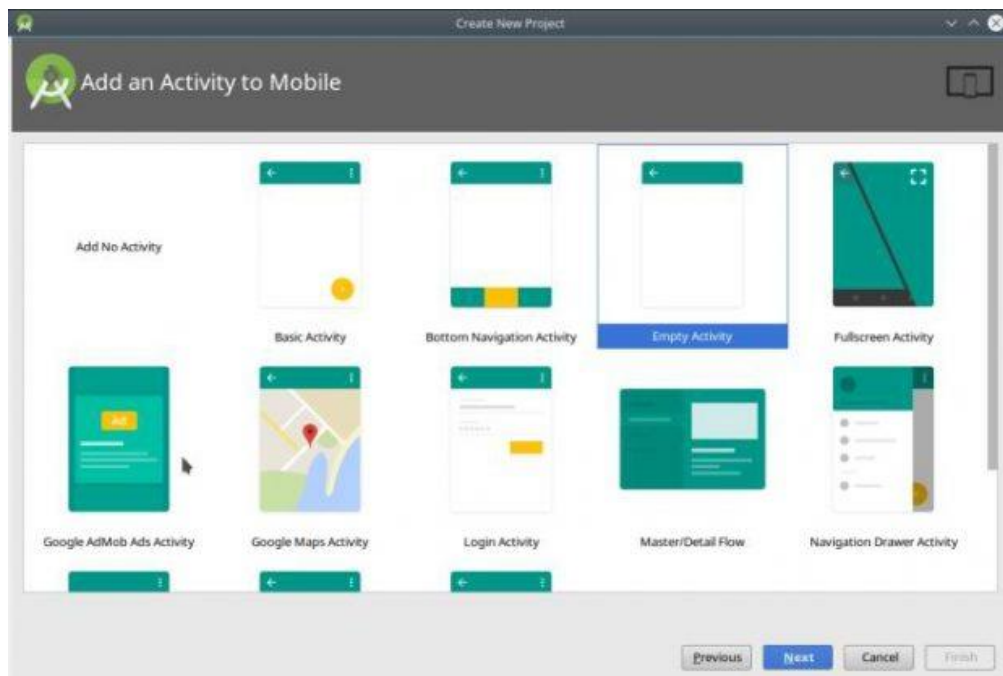 Create New Project
Add an Activity to Mobile
Add No Activity
Basic Activity
Bottom Navigation Activity
Empty Activity
Fullscreen Activity
Ad
Google AdMob Ads Activity
Google Maps Activity
Login Activity
Master/Detail Flow
Navigation Drawer Activity
Previous
Next
Cancel
Finish